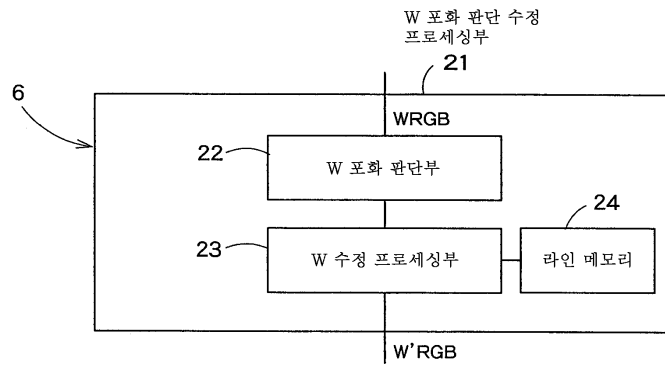 W 포화 판단 수정
프로세싱부
21
6
WRGB
22
W 포화 판단부
24
23
W 수정 프로세싱부
라인 메모리
W'RGB